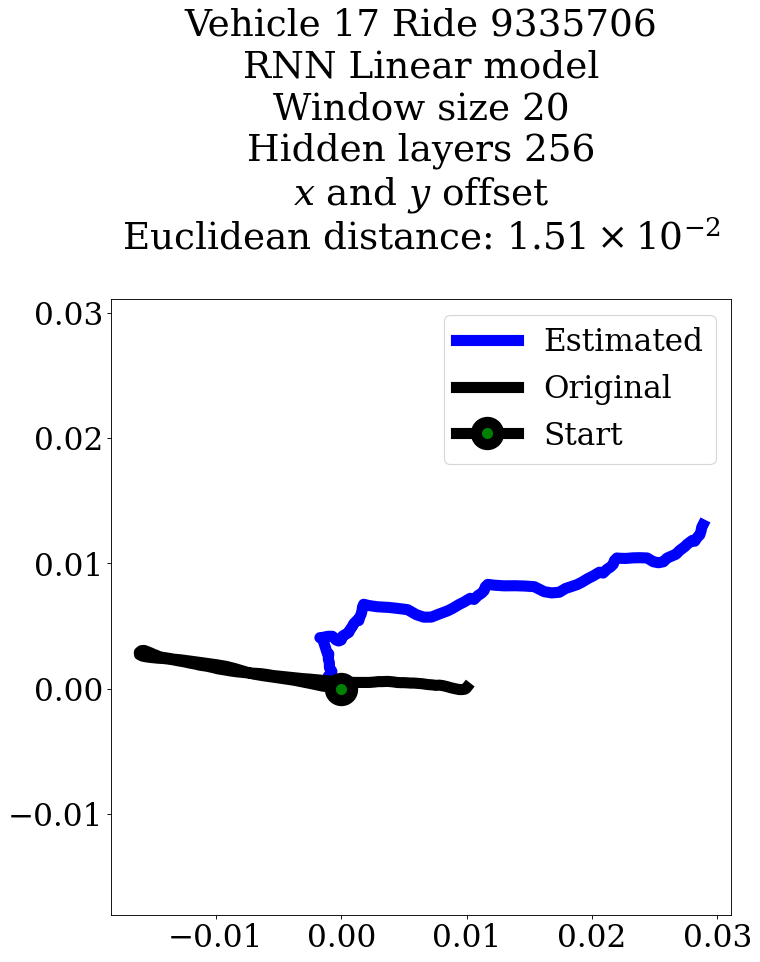 Vehicle 17 Ride 9335706
RNN Linear model
Window size 20
Hidden layers 256
x and y offset
Euclidean distance: 1.51 × 10⁻²
Estimated
Original
Start
0.03
0.02
0.01
0.00
−0.01
−0.01 0.00 0.01 0.02 0.03